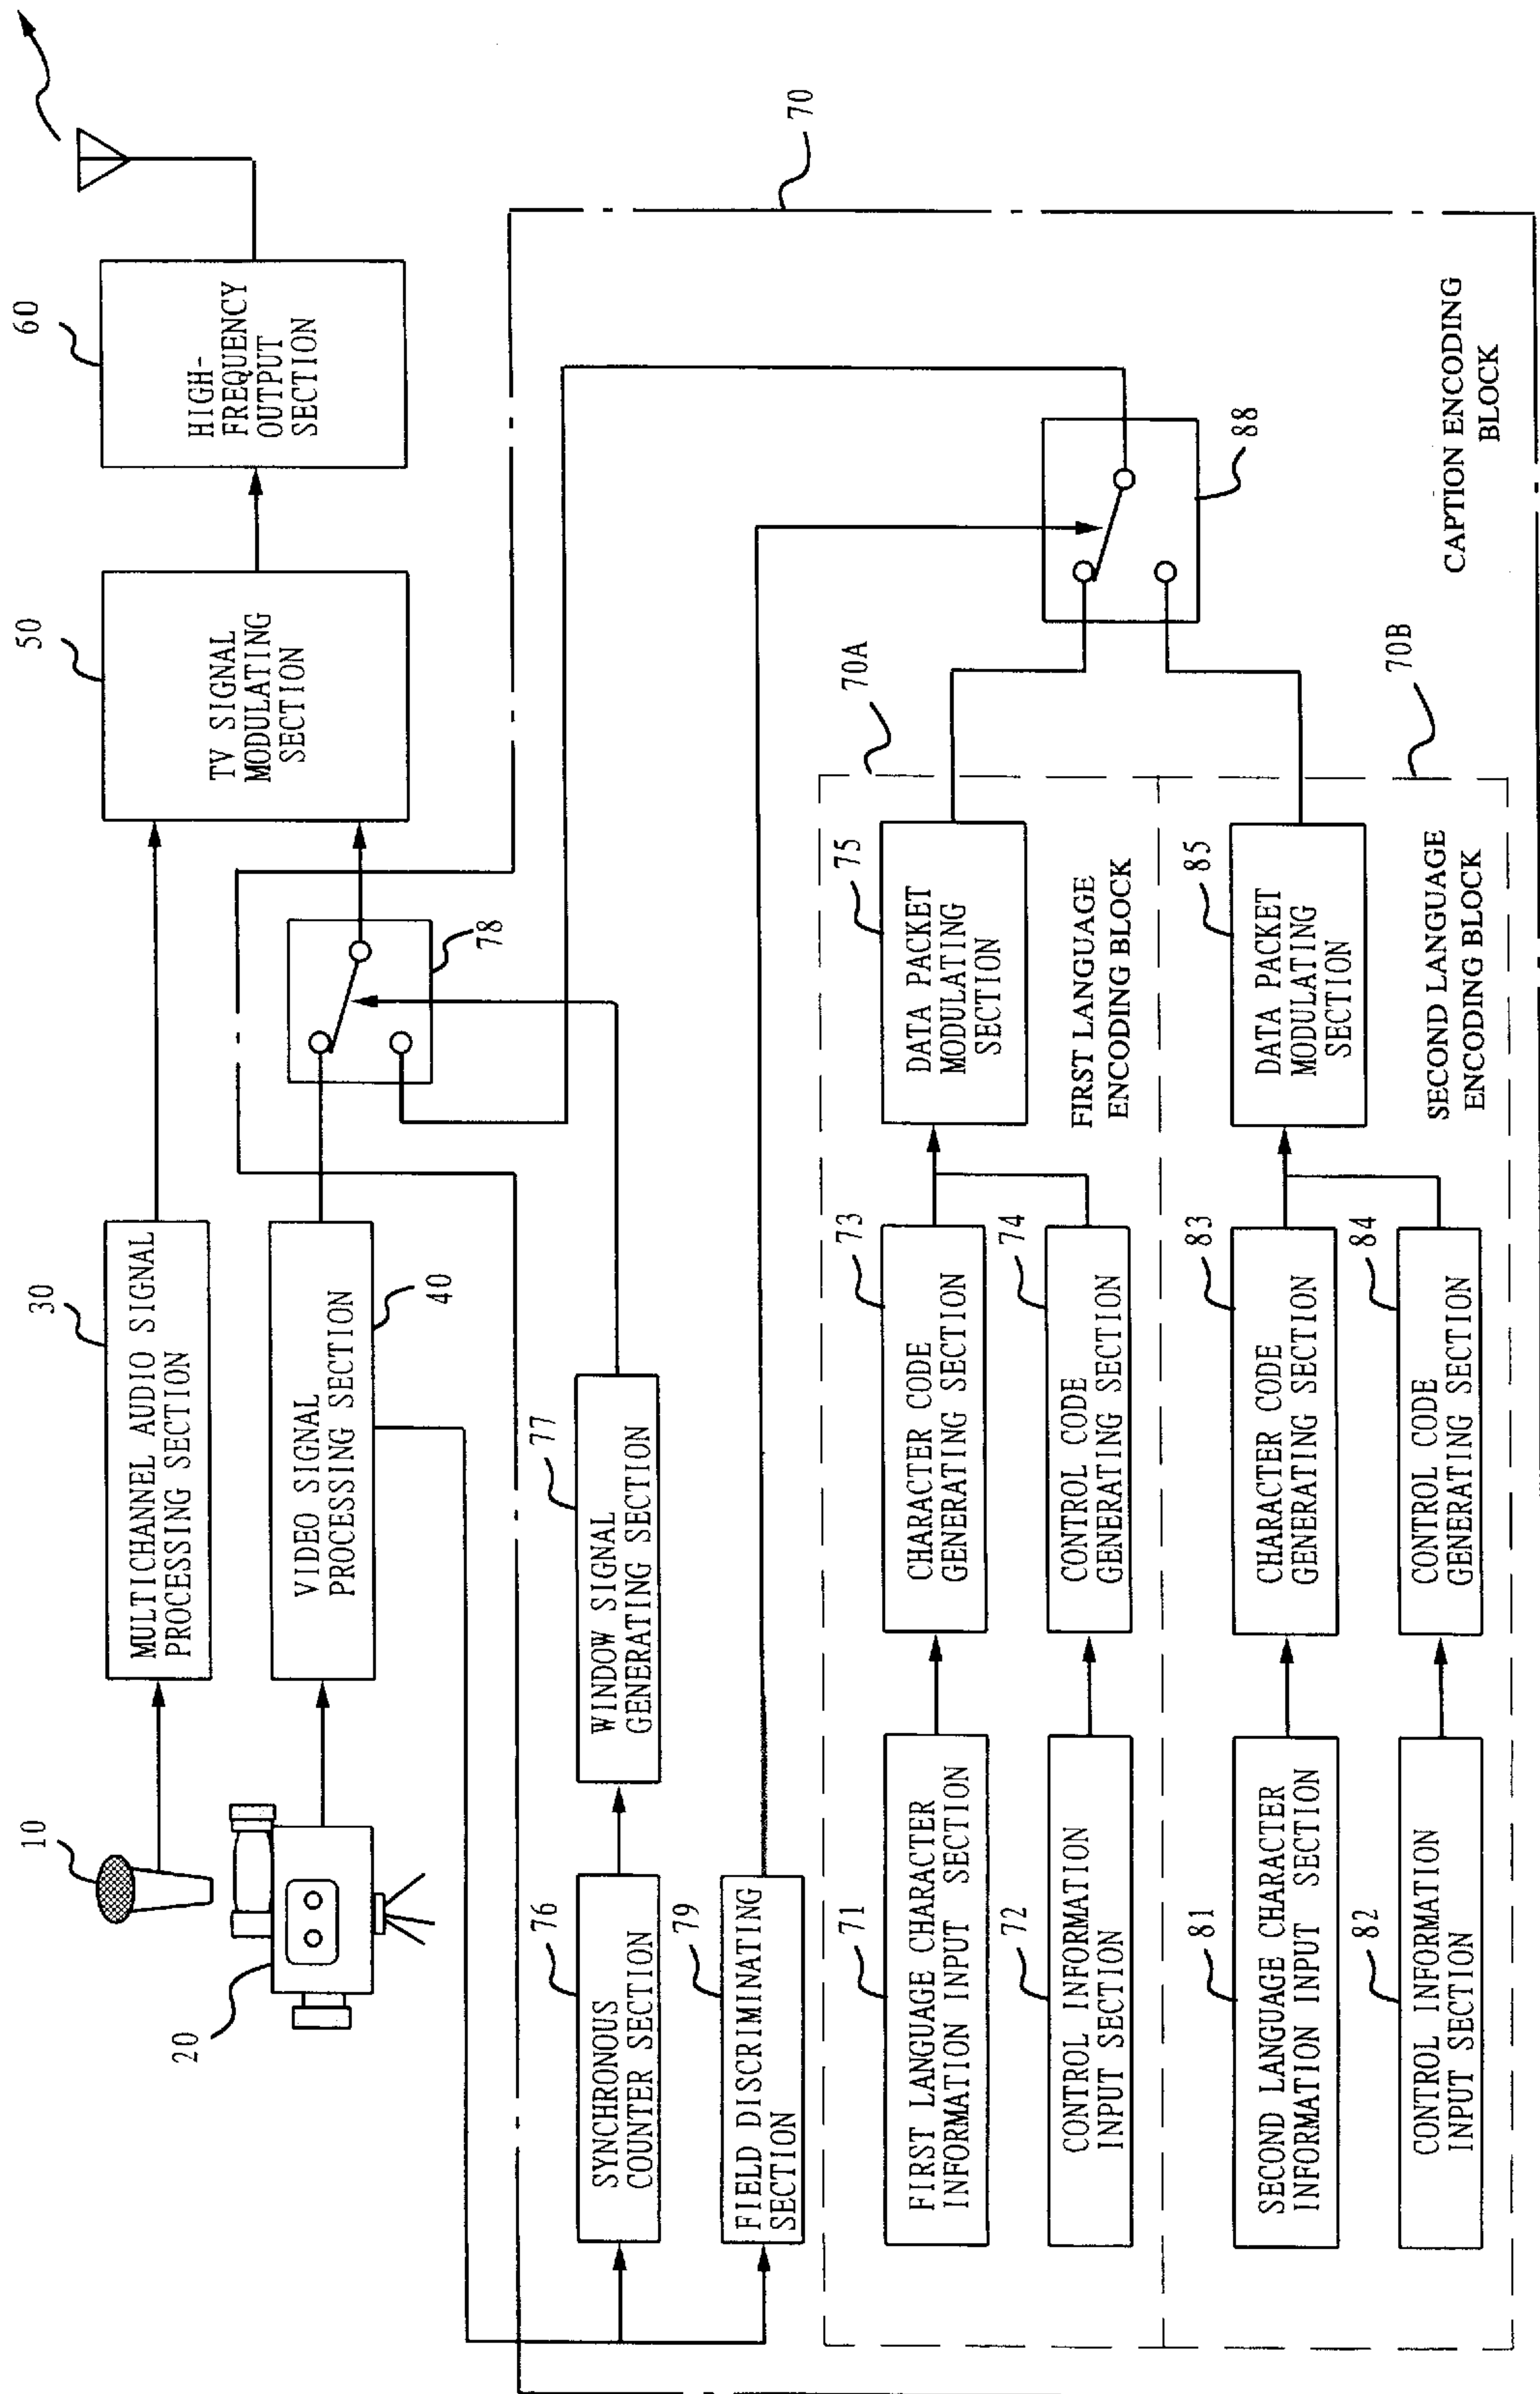 10
30
MULTICHANNEL AUDIO SIGNAL
PROCESSING SECTION
50
TV SIGNAL
MODULATING
SECTION
60
HIGH-
FREQUENCY
OUTPUT
SECTION
20
VIDEO SIGNAL
PROCESSING SECTION
40
78
70
76
SYNCHRONOUS
COUNTER SECTION
77
WINDOW SIGNAL
GENERATING SECTION
79
FIELD DISCRIMINATING
SECTION
71
FIRST LANGUAGE CHARACTER
INFORMATION INPUT SECTION
73
CHARACTER CODE
GENERATING SECTION
75
DATA PACKET
MODULATING
SECTION
70A
72
CONTROL INFORMATION
INPUT SECTION
74
CONTROL CODE
GENERATING SECTION
FIRST LANGUAGE
ENCODING BLOCK
88
81
SECOND LANGUAGE CHARACTER
INFORMATION INPUT SECTION
83
CHARACTER CODE
GENERATING SECTION
85
DATA PACKET
MODULATING
SECTION
70B
82
CONTROL INFORMATION
INPUT SECTION
84
CONTROL CODE
GENERATING SECTION
SECOND LANGUAGE
ENCODING BLOCK
CAPTION ENCODING
BLOCK